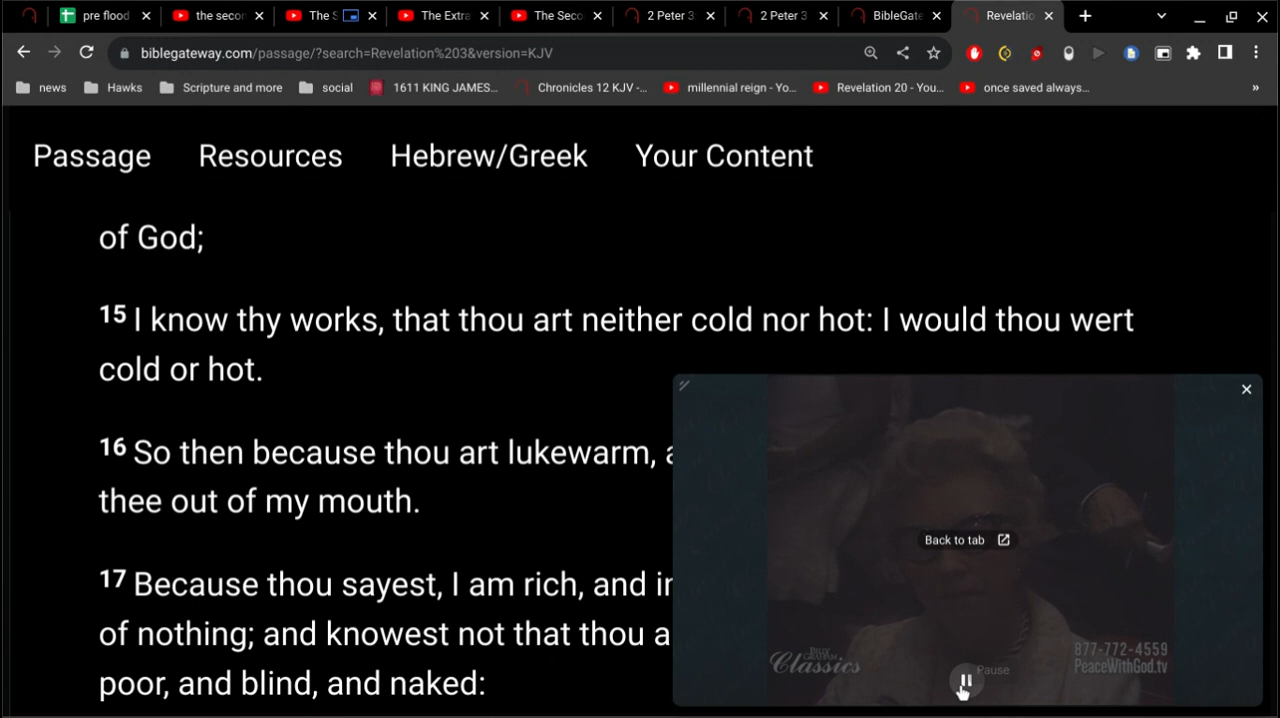 pre flood
the secon
The S
The Extra
The Seco
2 Peter 3
2 Peter 3
BibleGate
Revelatio
biblegateway.com/passage/?search=Revelation%203&version=KJV
news
Hawks
Scripture and more
social
1611 KING JAMES...
Chronicles 12 KJV -...
millennial reign - Yo...
Revelation 20 - You...
once saved always...
»
Passage Resources Hebrew/Greek Your Content
of God;
15 I know thy works, that thou art neither cold nor hot: I would thou wert
cold or hot.
16 So then because thou art lukewarm, a
thee out of my mouth.
17 Because thou sayest, I am rich, and in
of nothing; and knowest not that thou a
poor, and blind, and naked:
Back to tab
Pause
BILLY
GRAHAM
Classics
877-772-4559
PeaceWithGod.tv